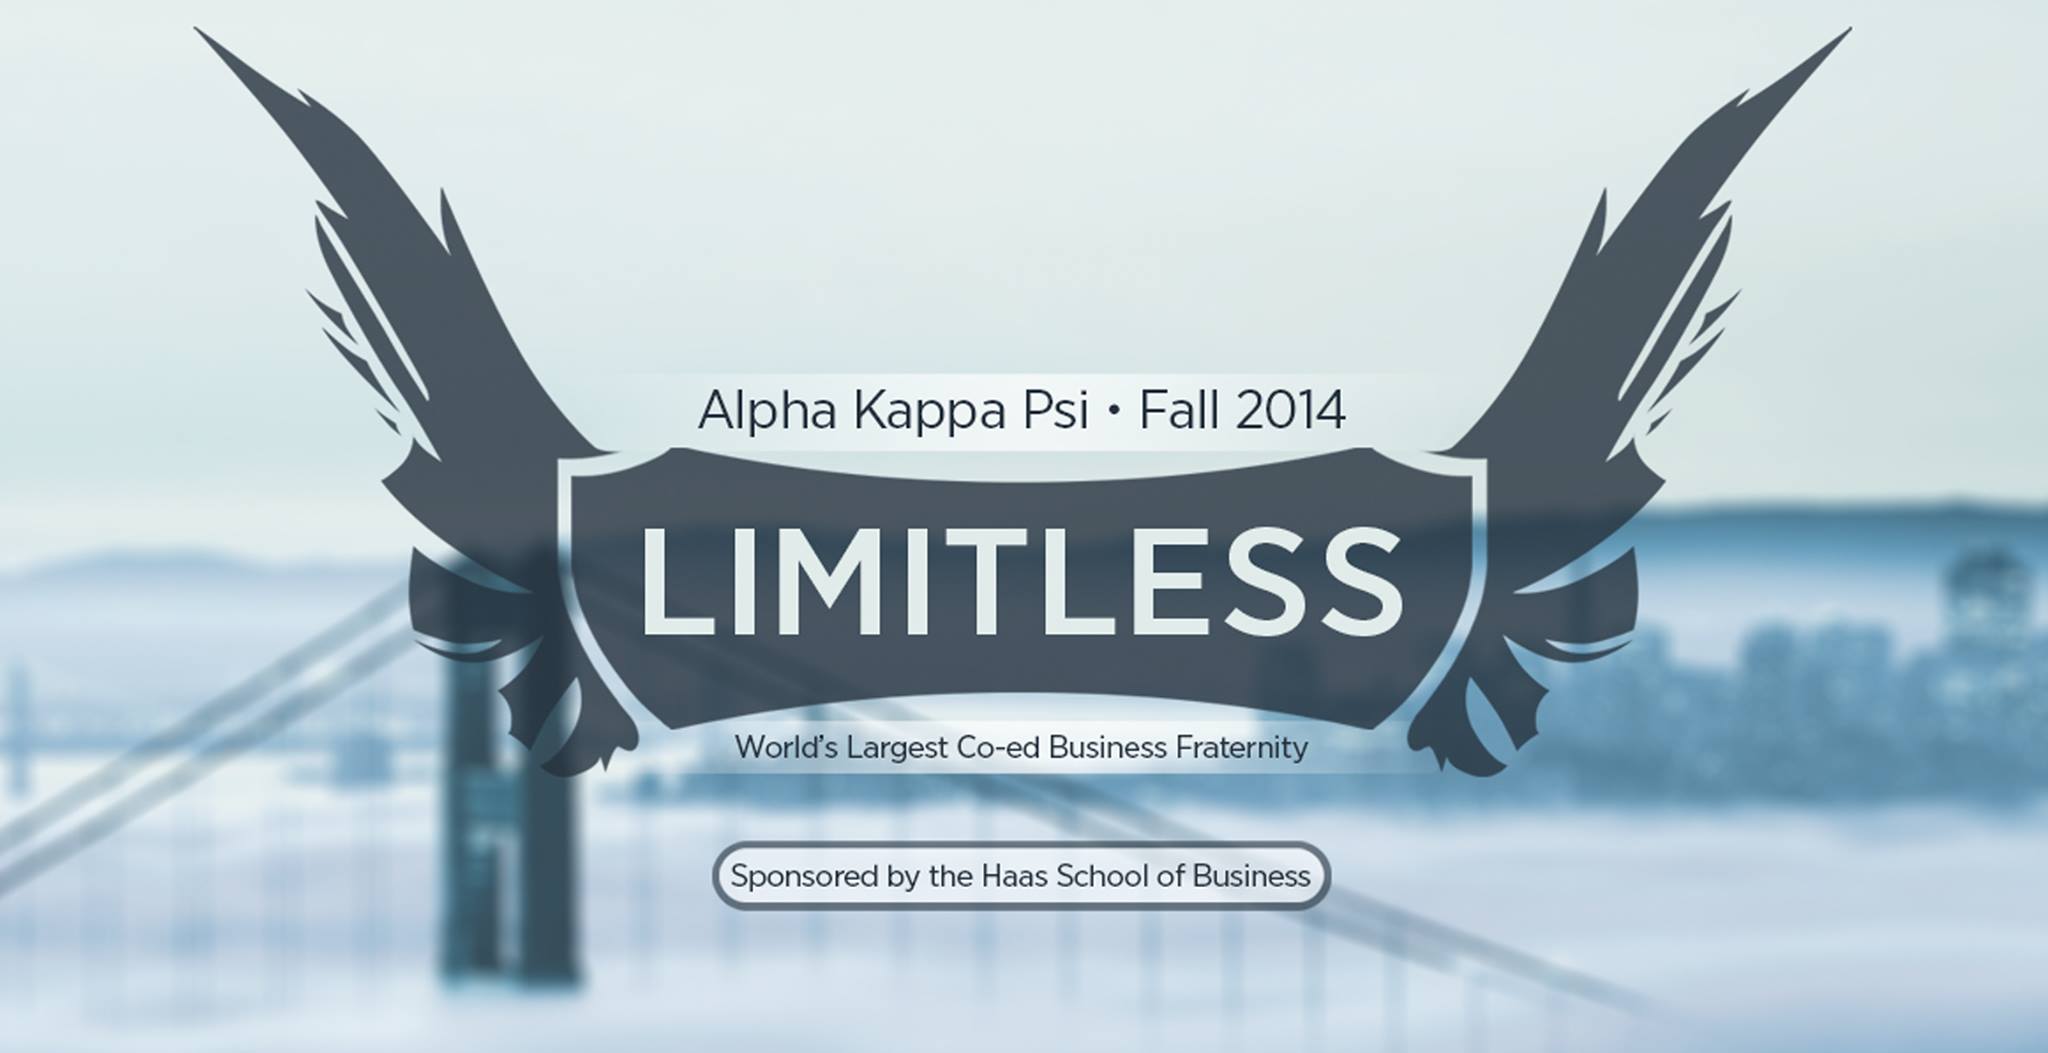 Alpha Kappa Psi • Fall 2014
LIMITLESS
World's Largest Co-ed Business Fraternity
Sponsored by the Haas School of Business